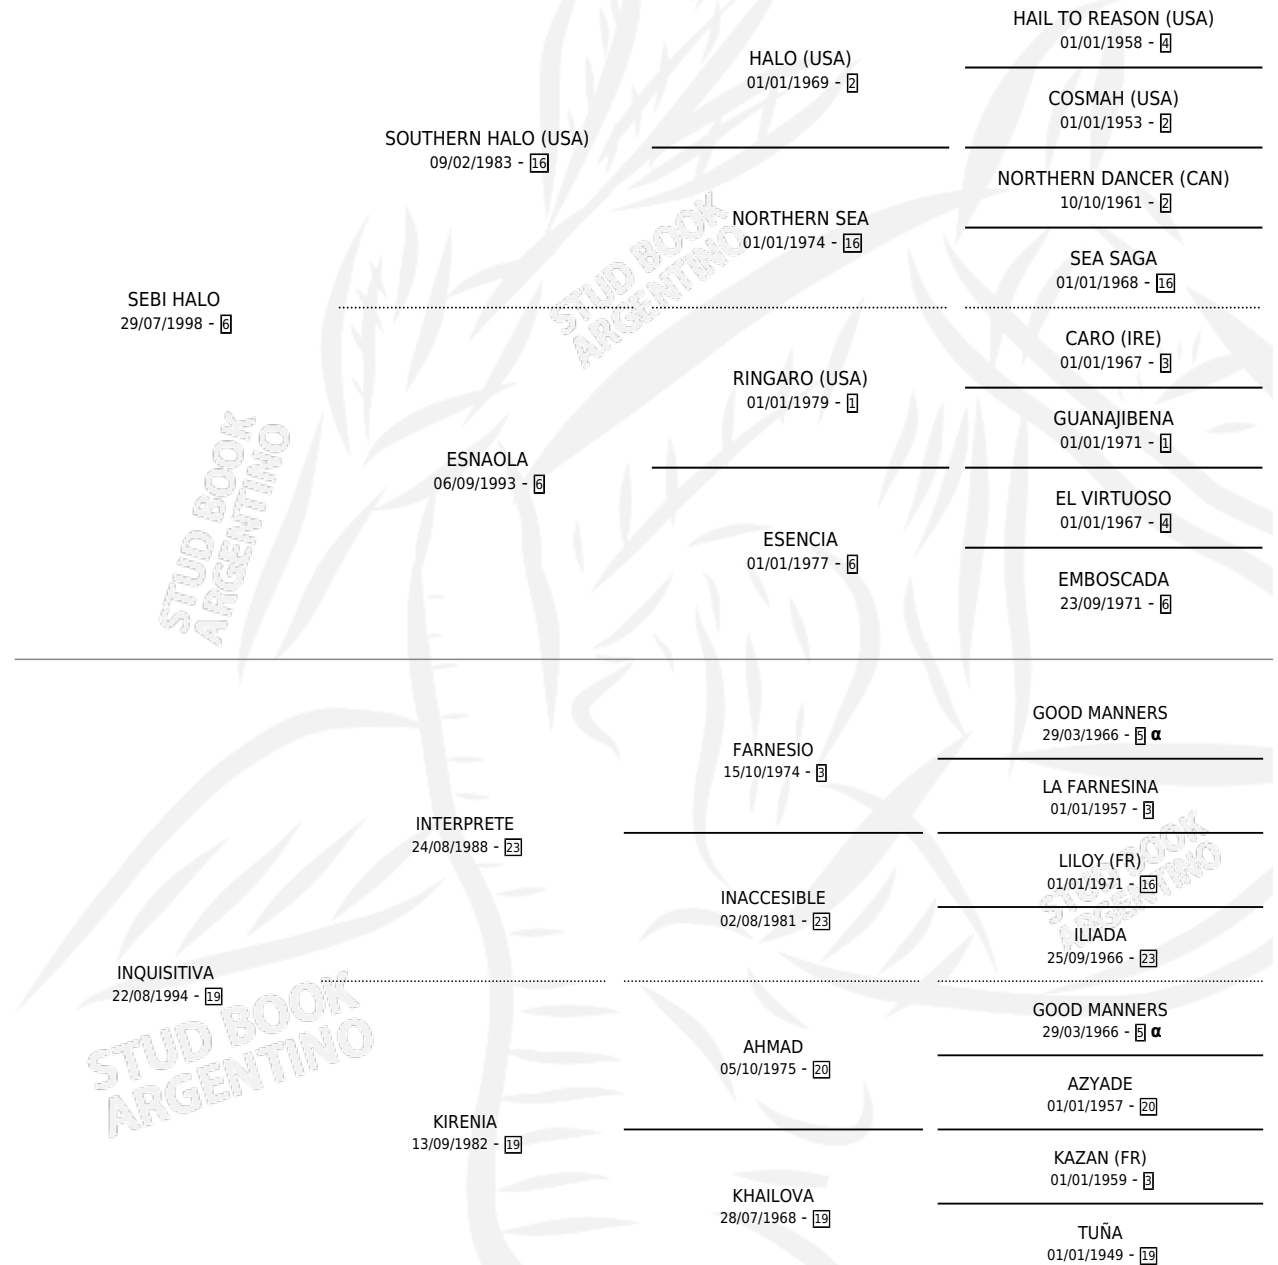 HAIL TO REASON (USA)
01/01/1958 - 4
HALO (USA)
01/01/1969 - 2
COSMAH (USA)
01/01/1953 - 2
SOUTHERN HALO (USA)
09/02/1983 - 16
NORTHERN DANCER (CAN)
10/10/1961 - 2
NORTHERN SEA
01/01/1974 - 16
SEA SAGA
01/01/1968 - 16
SEBI HALO
29/07/1998 - 6
CARO (IRE)
01/01/1967 - 3
RINGARO (USA)
01/01/1979 - 1
GUANAJIBENA
01/01/1971 - 1
ESNAOLA
06/09/1993 - 6
EL VIRTUOSO
01/01/1967 - 4
ESENCIA
01/01/1977 - 6
EMBOSCADA
23/09/1971 - 6
STUD BOOK
ARGENTINO
STUD BOOK
ARGENTINO
GOOD MANNERS
29/03/1966 - 5 α
FARNESIO
15/10/1974 - 3
LA FARNESINA
01/01/1957 - 3
INTERPRETE
24/08/1988 - 23
LILOY (FR)
01/01/1971 - 16
INACCESIBLE
02/08/1981 - 23
ILIADA
25/09/1966 - 23
INQUISITIVA
22/08/1994 - 19
GOOD MANNERS
29/03/1966 - 5 α
AHMAD
05/10/1975 - 20
AZYADE
01/01/1957 - 20
KIRENIA
13/09/1982 - 19
KAZAN (FR)
01/01/1959 - 3
KHAILOVA
28/07/1968 - 19
TUÑA
01/01/1949 - 19
STUD BOOK
ARGENTINO
STUD BOOK
ARGENTINO